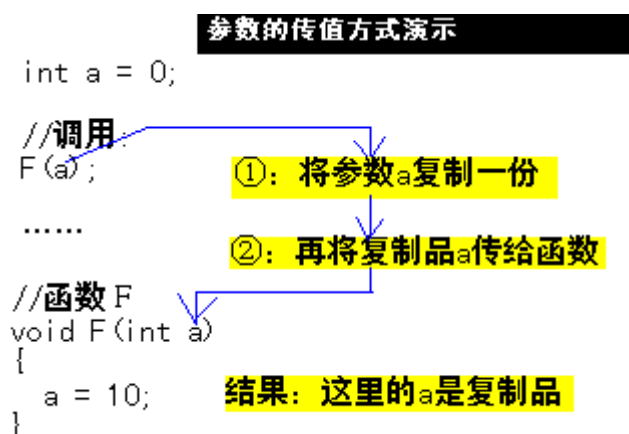 参数的传值方式演示
int a = 0;
//调用:
F(a);
①: 将参数a复制一份
......
②: 再将复制品a传给函数
//函数 F
void F(int a)
{
a = 10;
结果: 这里的a是复制品
}